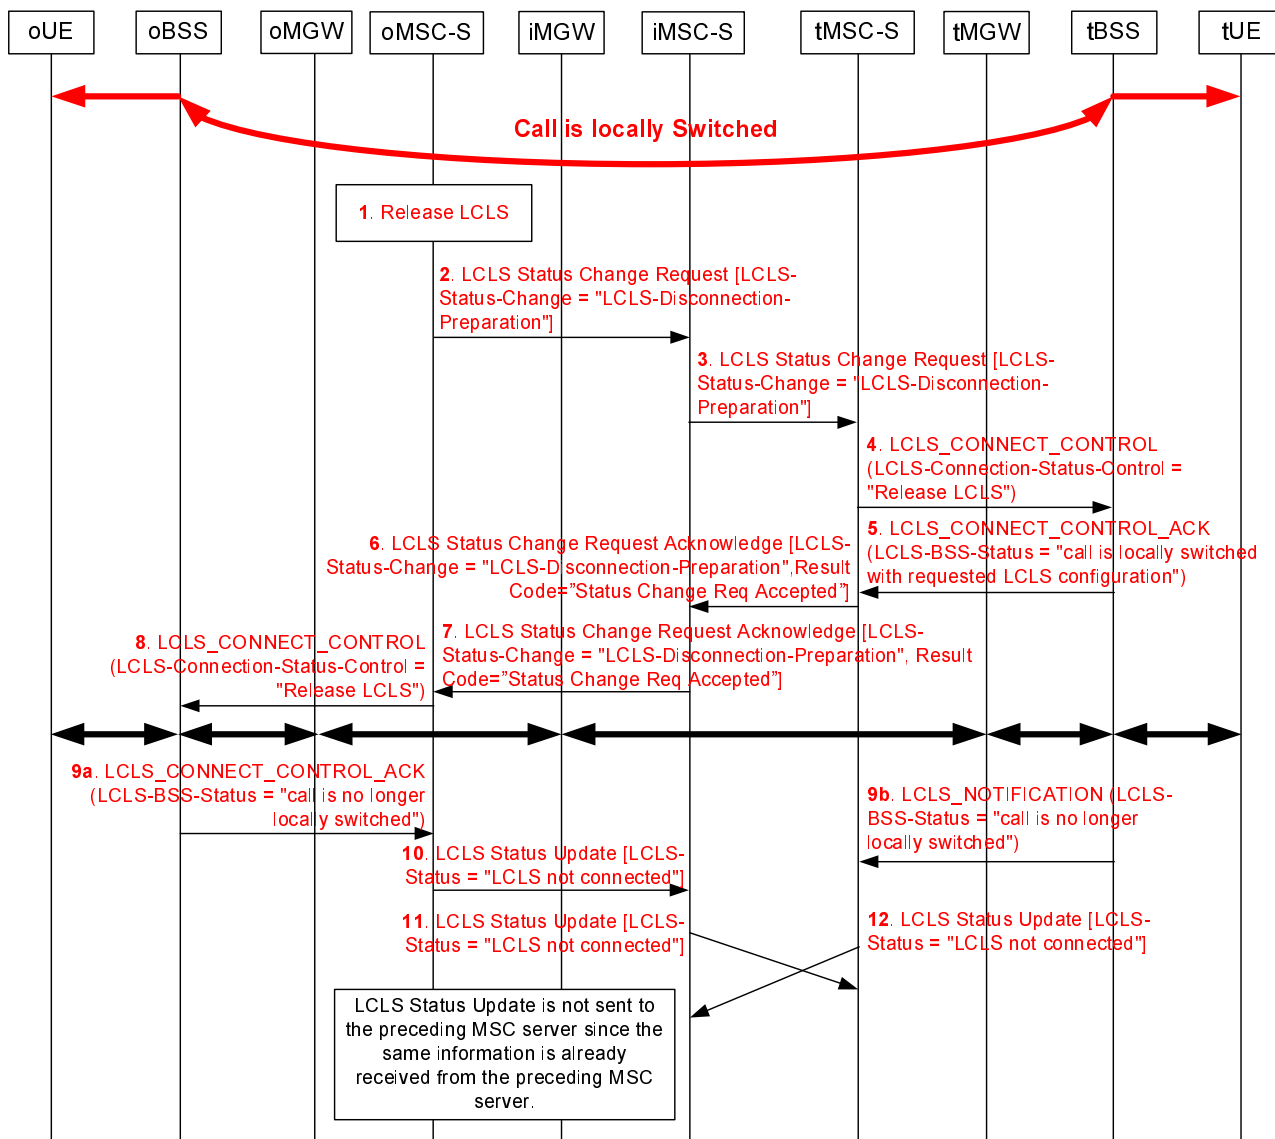 oUE
oBSS
oMGW
oMSC-S
iMGW
iMSC-S
tMSC-S
tMGW
tBSS
tUE
Call is locally Switched
1. Release LCLS
2. LCLS Status Change Request [LCLS-
Status-Change = "LCLS-Disconnection-
Preparation"]
3. LCLS Status Change Request [LCLS-
Status-Change = "LCLS-Disconnection-
Preparation"]
4. LCLS_CONNECT_CONTROL
(LCLS-Connection-Status-Control =
"Release LCLS")
5. LCLS_CONNECT_CONTROL_ACK
(LCLS-BSS-Status = "call is locally switched
with requested LCLS configuration")
6. LCLS Status Change Request Acknowledge [LCLS-
Status-Change = "LCLS-Disconnection-Preparation",Result
Code=”Status Change Req Accepted”]
7. LCLS Status Change Request Acknowledge [LCLS-
Status-Change = "LCLS-Disconnection-Preparation", Result
Code=”Status Change Req Accepted”]
8. LCLS_CONNECT_CONTROL
(LCLS-Connection-Status-Control =
"Release LCLS")
9a. LCLS_CONNECT_CONTROL_ACK
(LCLS-BSS-Status = "call is no longer
locally switched")
9b. LCLS_NOTIFICATION (LCLS-
BSS-Status = "call is no longer
locally switched")
10. LCLS Status Update [LCLS-
Status = "LCLS not connected"]
11. LCLS Status Update [LCLS-
Status = "LCLS not connected"]
12. LCLS Status Update [LCLS-
Status = "LCLS not connected"]
LCLS Status Update is not sent to
the preceding MSC server since the
same information is already
received from the preceding MSC
server.